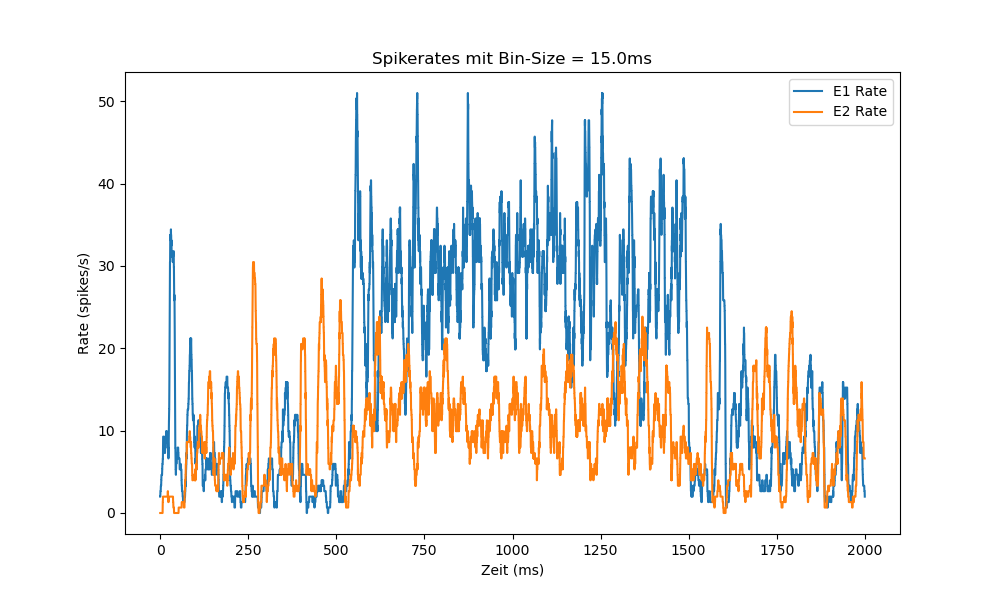 Spikerates mit Bin-Size = 15.0ms
E1 Rate
E2 Rate
Rate (spikes/s)
50
40
30
20
10
0
0 250 500 750 1000 1250 1500 1750 2000
Zeit (ms)